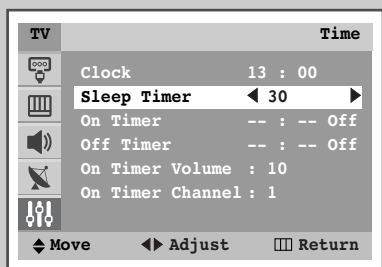 TV Time
Clock 13 : 00
Sleep Timer 30
On Timer -- : -- Off
Off Timer -- : -- Off
On Timer Volume : 10
On Timer Channel : 1
Move Adjust Return